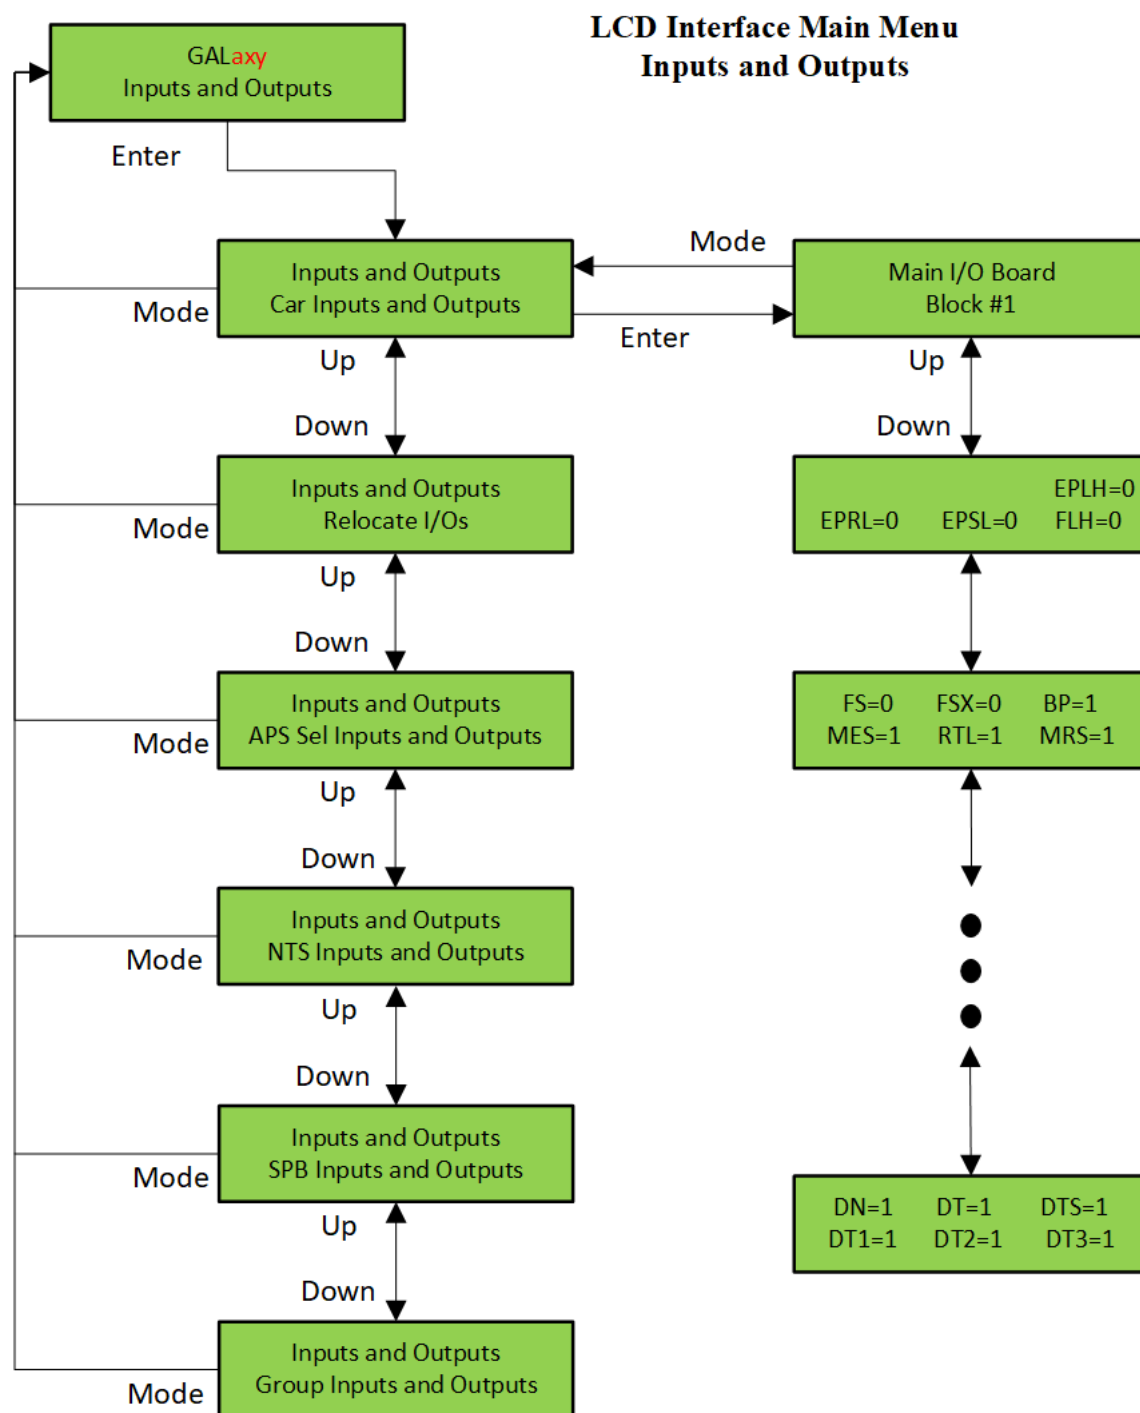 LCD Interface Main Menu
Inputs and Outputs
GALaxy
Inputs and Outputs
Enter
Inputs and Outputs
Car Inputs and Outputs
Mode
Mode
Enter
Main I/O Board
Block #1
Up
Down
Up
Down
Inputs and Outputs
Relocate I/Os
Mode
EPLH=0
EPRL=0 EPSL=0 FLH=0
Up
Down
Inputs and Outputs
APS Sel Inputs and Outputs
Mode
FS=0 FSX=0 BP=1
MES=1 RTL=1 MRS=1
Up
Down
Inputs and Outputs
NTS Inputs and Outputs
Mode
Up
Down
Inputs and Outputs
SPB Inputs and Outputs
Mode
DN=1 DT=1 DTS=1
DT1=1 DT2=1 DT3=1
Up
Down
Inputs and Outputs
Group Inputs and Outputs
Mode